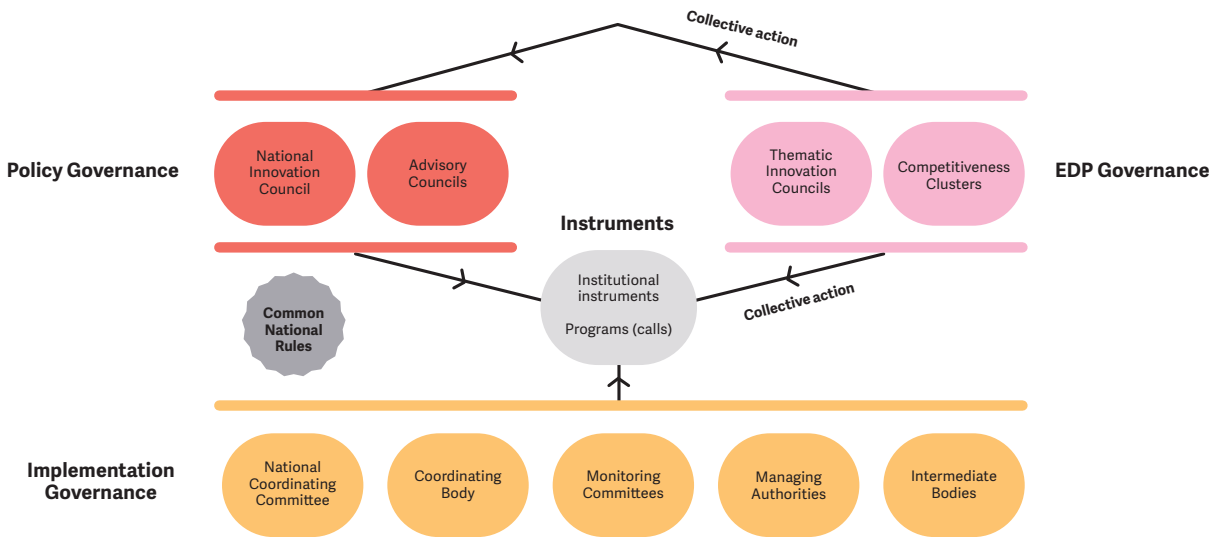 Collective action
Policy Governance
National
Innovation
Council
Advisory
Councils
Thematic
Innovation
Councils
Competitiveness
Clusters
EDP Governance
Instruments
Institutional
instruments
Programs (calls)
Collective action
Common
National
Rules
Implementation
Governance
National
Coordinating
Committee
Coordinating
Body
Monitoring
Committees
Managing
Authorities
Intermediate
Bodies